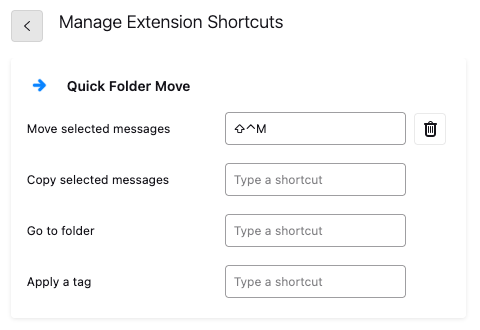 Manage Extension Shortcuts
Quick Folder Move
Move selected messages ⇧^M
Copy selected messages Type a shortcut
Go to folder Type a shortcut
Apply a tag Type a shortcut